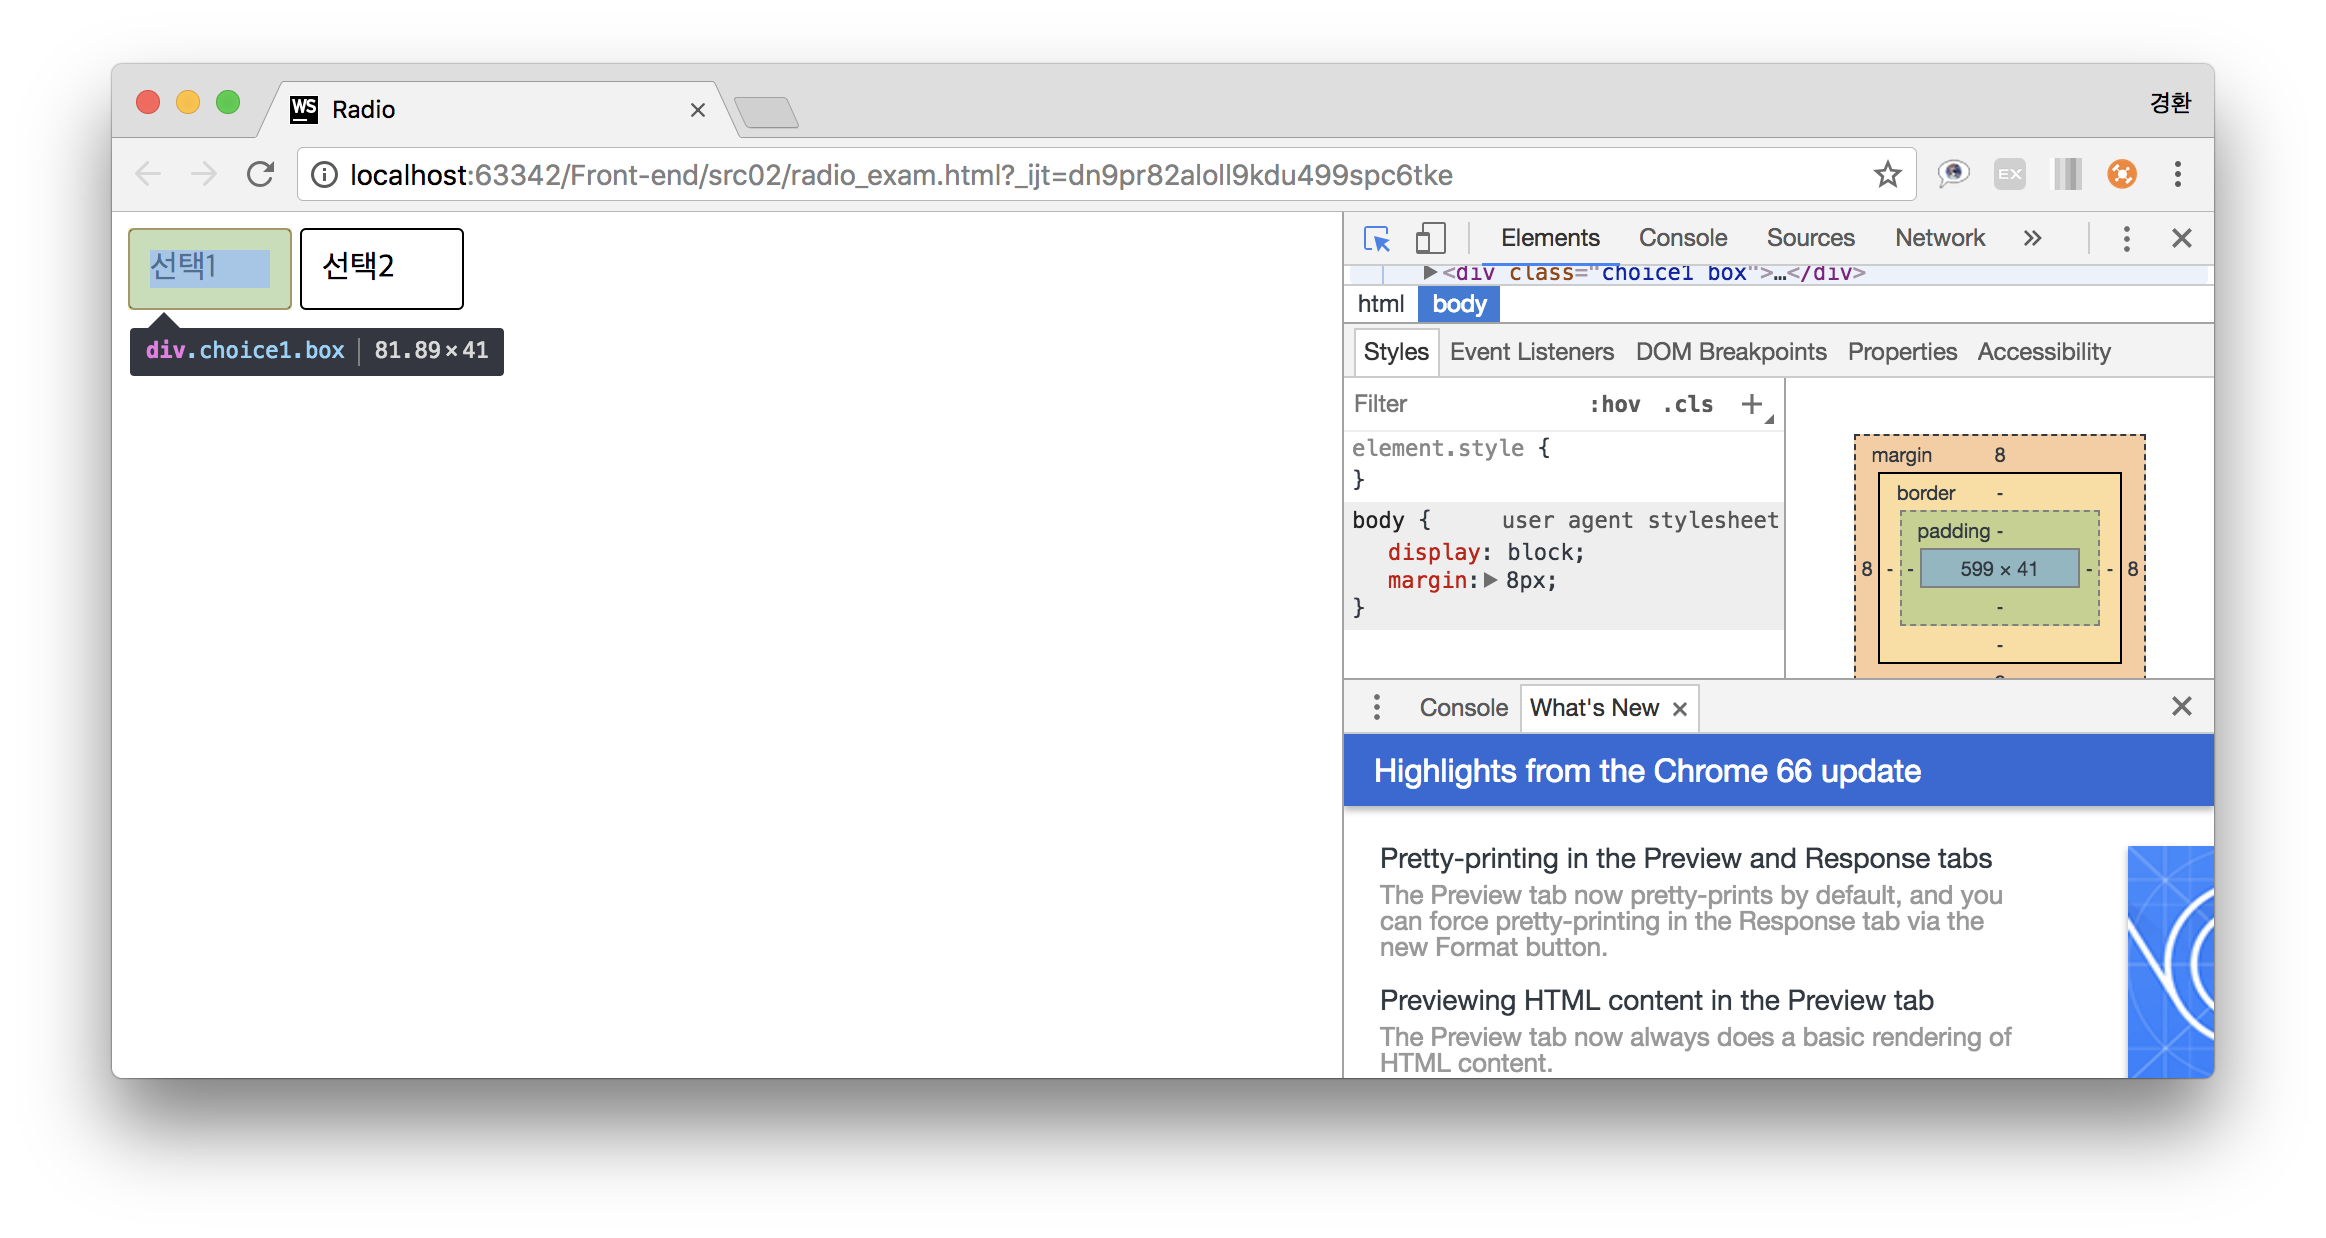 WS Radio
경환
localhost:63342/Front-end/src02/radio_exam.html?_ijt=dn9pr82aloll9kdu499spc6tke
EX
선택1 선택2
div.choice1.box 81.89×41
Elements Console Sources Network
<div class="choice1 box">…</div>
html body
Styles Event Listeners DOM Breakpoints Properties Accessibility
Filter :hov .cls
element.style {
}
body { user agent stylesheet
display: block;
margin: 8px;
}
margin 8
border -
padding -
8 - - 599 × 41 - - 8
-
-
Console What's New
Highlights from the Chrome 66 update
Pretty-printing in the Preview and Response tabs
The Preview tab now pretty-prints by default, and you
can force pretty-printing in the Response tab via the
new Format button.
Previewing HTML content in the Preview tab
The Preview tab now always does a basic rendering of
HTML content.